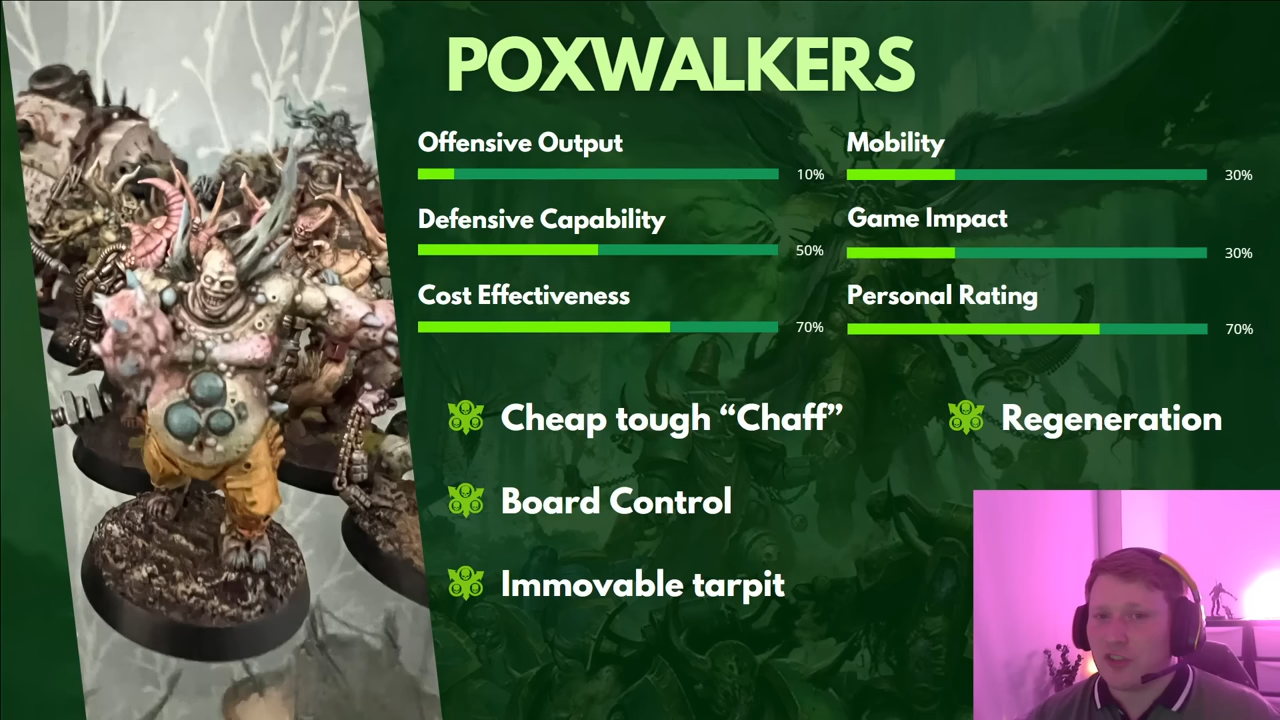 POXWALKERS
Offensive Output
10%
Defensive Capability
50%
Cost Effectiveness
70%
Mobility
30%
Game Impact
30%
Personal Rating
70%
Cheap tough “Chaff”
Regeneration
Board Control
Immovable tarpit